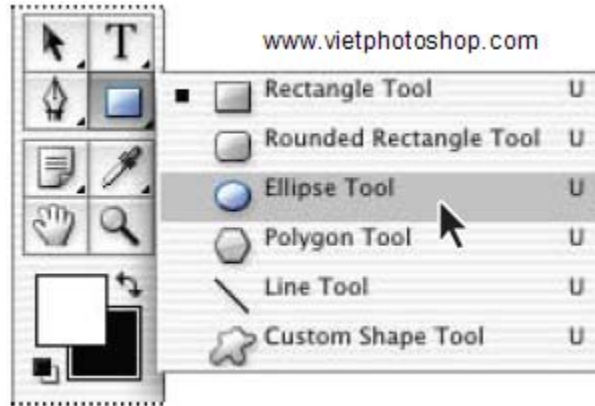 www.vietphotoshop.com
T
Rectangle Tool U
Rounded Rectangle Tool U
Ellipse Tool U
Polygon Tool U
Line Tool U
Custom Shape Tool U